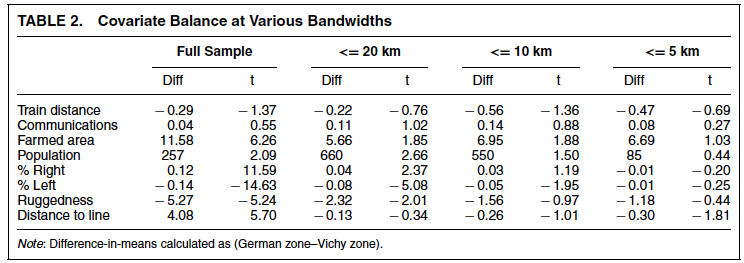 TABLE 2. Covariate Balance at Various Bandwidths
Full Sample <= 20 km <= 10 km <= 5 km
Diff t Diff t Diff t Diff t
Train distance − 0.29 − 1.37 − 0.22 − 0.76 − 0.56 − 1.36 − 0.47 − 0.69
Communications 0.04 0.55 0.11 1.02 0.14 0.88 0.08 0.27
Farmed area 11.58 6.26 5.66 1.85 6.95 1.88 6.69 1.03
Population 257 2.09 660 2.66 550 1.50 85 0.44
% Right 0.12 11.59 0.04 2.37 0.03 1.19 − 0.01 − 0.20
% Left − 0.14 − 14.63 − 0.08 − 5.08 − 0.05 − 1.95 − 0.01 − 0.25
Ruggedness − 5.27 − 5.24 − 2.32 − 2.01 − 1.56 − 0.97 − 1.18 − 0.44
Distance to line 4.08 5.70 − 0.13 − 0.34 − 0.26 − 1.01 − 0.30 − 1.81
Note: Difference-in-means calculated as (German zone–Vichy zone).